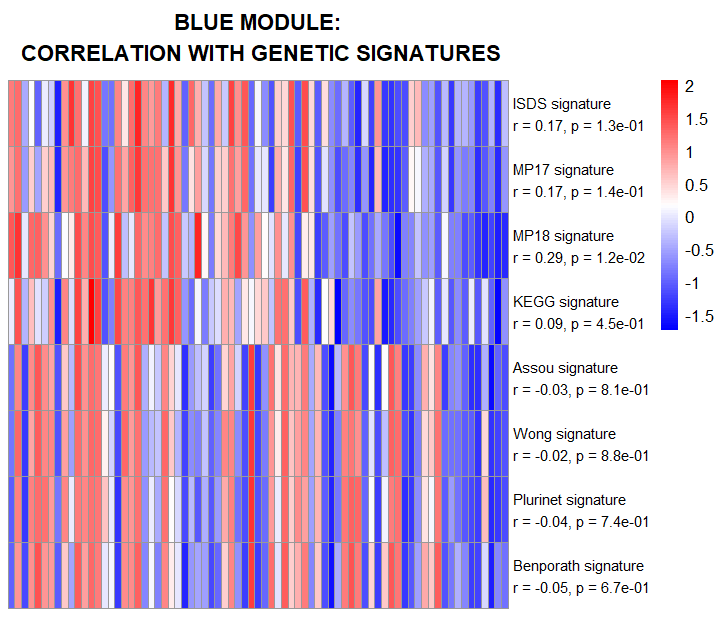 BLUE MODULE:
CORRELATION WITH GENETIC SIGNATURES
ISDS signature
r = 0.17, p = 1.3e-01
MP17 signature
r = 0.17, p = 1.4e-01
MP18 signature
r = 0.29, p = 1.2e-02
KEGG signature
r = 0.09, p = 4.5e-01
Assou signature
r = -0.03, p = 8.1e-01
Wong signature
r = -0.02, p = 8.8e-01
Plurinet signature
r = -0.04, p = 7.4e-01
Benporath signature
r = -0.05, p = 6.7e-01
2
1.5
1
0.5
0
-0.5
-1
-1.5